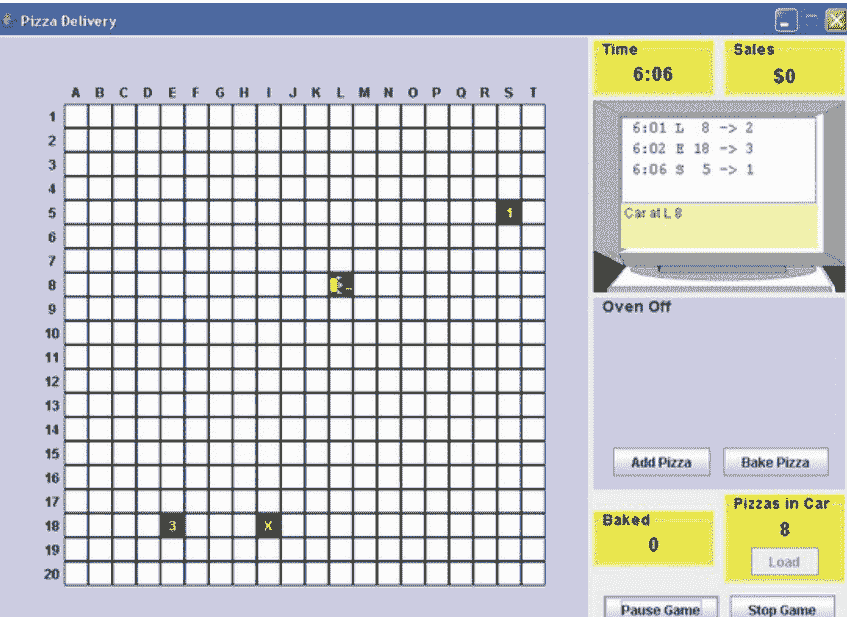 Pizza Delivery
Time
6:06
Sales
$0
A B C D E F G H I J K L M N O P Q R S T
1
2
3
4
5 1
6
7
8
9
10
11
12
13
14
15
16
17
18 3 X
19
20
6:01 L 8 -> 2
6:02 E 18 -> 3
6:06 S 5 -> 1
Car at L 8
Oven Off
Add Pizza
Bake Pizza
Baked
0
Pizzas in Car
8
Load
Pause Game
Stop Game